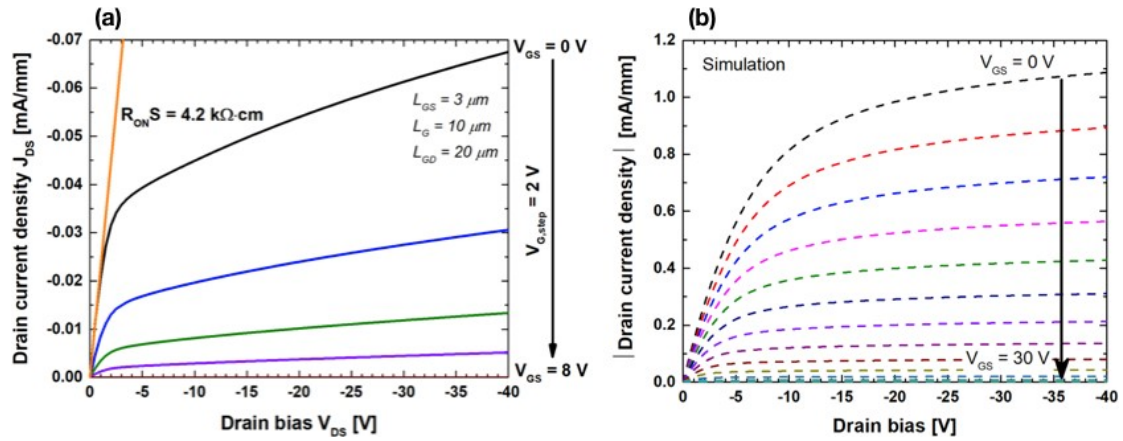 (a)
-0.07
-0.06
-0.05
-0.04
-0.03
-0.02
-0.01
0.00
Drain current density J_DS [mA/mm]
R_ONS = 4.2 kΩ·cm
L_GS = 3 μm
L_G = 10 μm
L_GD = 20 μm
V_GS = 0 V
V_G,step = 2 V
V_GS = 8 V
0 -5 -10 -15 -20 -25 -30 -35 -40
Drain bias V_DS [V]
(b)
1.2
1.0
0.8
0.6
0.4
0.2
0.0
| Drain current density | [mA/mm]
Simulation
V_GS = 0 V
V_GS = 30 V
0 -5 -10 -15 -20 -25 -30 -35 -40
Drain bias [V]